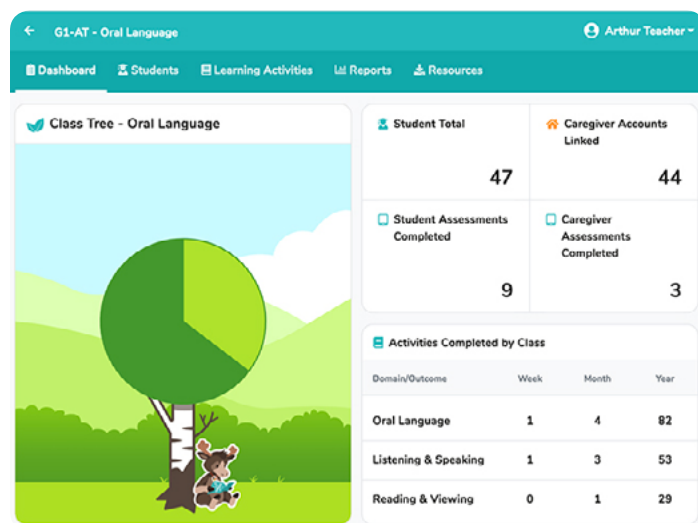 G1-AT - Oral Language
Arthur Teacher
Dashboard Students Learning Activities Reports Resources
Class Tree - Oral Language
Student Total
47
Caregiver Accounts
Linked
44
Student Assessments
Completed
9
Caregiver
Assessments
Completed
3
Activities Completed by Class
Domain/Outcome Week Month Year
Oral Language 1 4 82
Listening & Speaking 1 3 53
Reading & Viewing 0 1 29